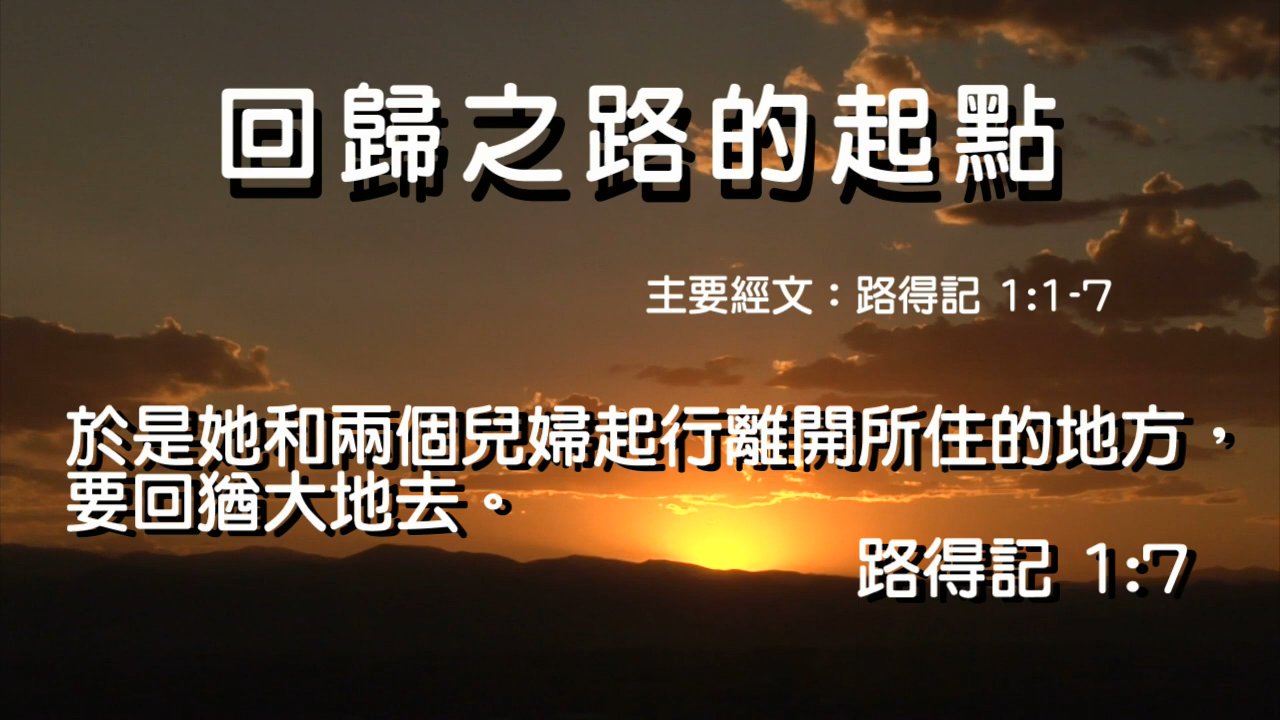 回歸之路的起點
主要經文：路得記 1:1-7
於是她和兩個兒婦起行離開所住的地方，
要回猶大地去。
路得記 1:7